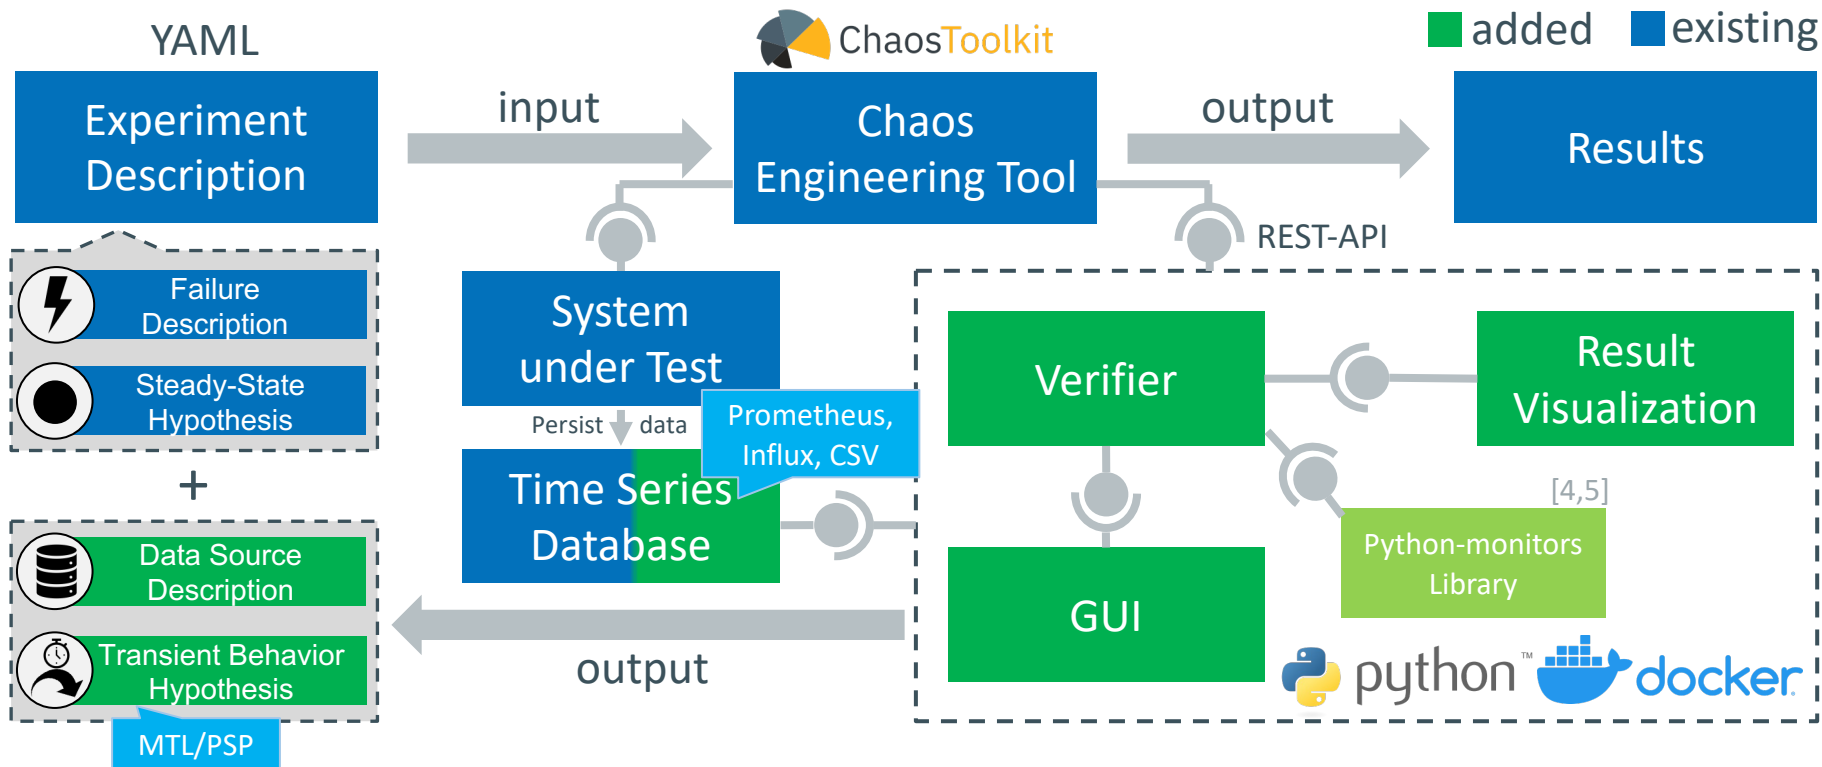 YAML
ChaosToolkit
added
existing
Experiment
Description
input
Chaos
Engineering Tool
output
Results
REST-API
Failure
Description
Steady-State
Hypothesis
+
Data Source
Description
Transient Behavior
Hypothesis
MTL/PSP
System
under Test
Persist data
Prometheus,
Influx, CSV
Time Series
Database
output
Verifier
Result
Visualization
[4,5]
Python-monitors
Library
GUI
python™
docker